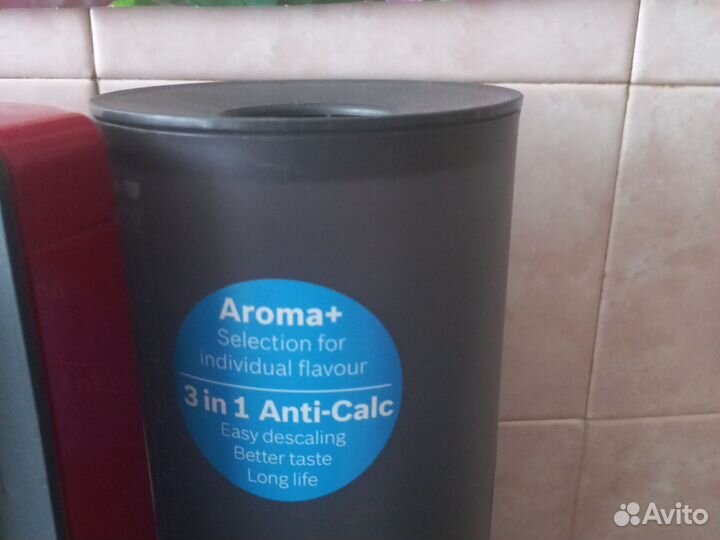 Aroma+
Selection for
individual flavour
3 in 1 Anti-Calc
Easy descaling
Better taste
Long life
Avito